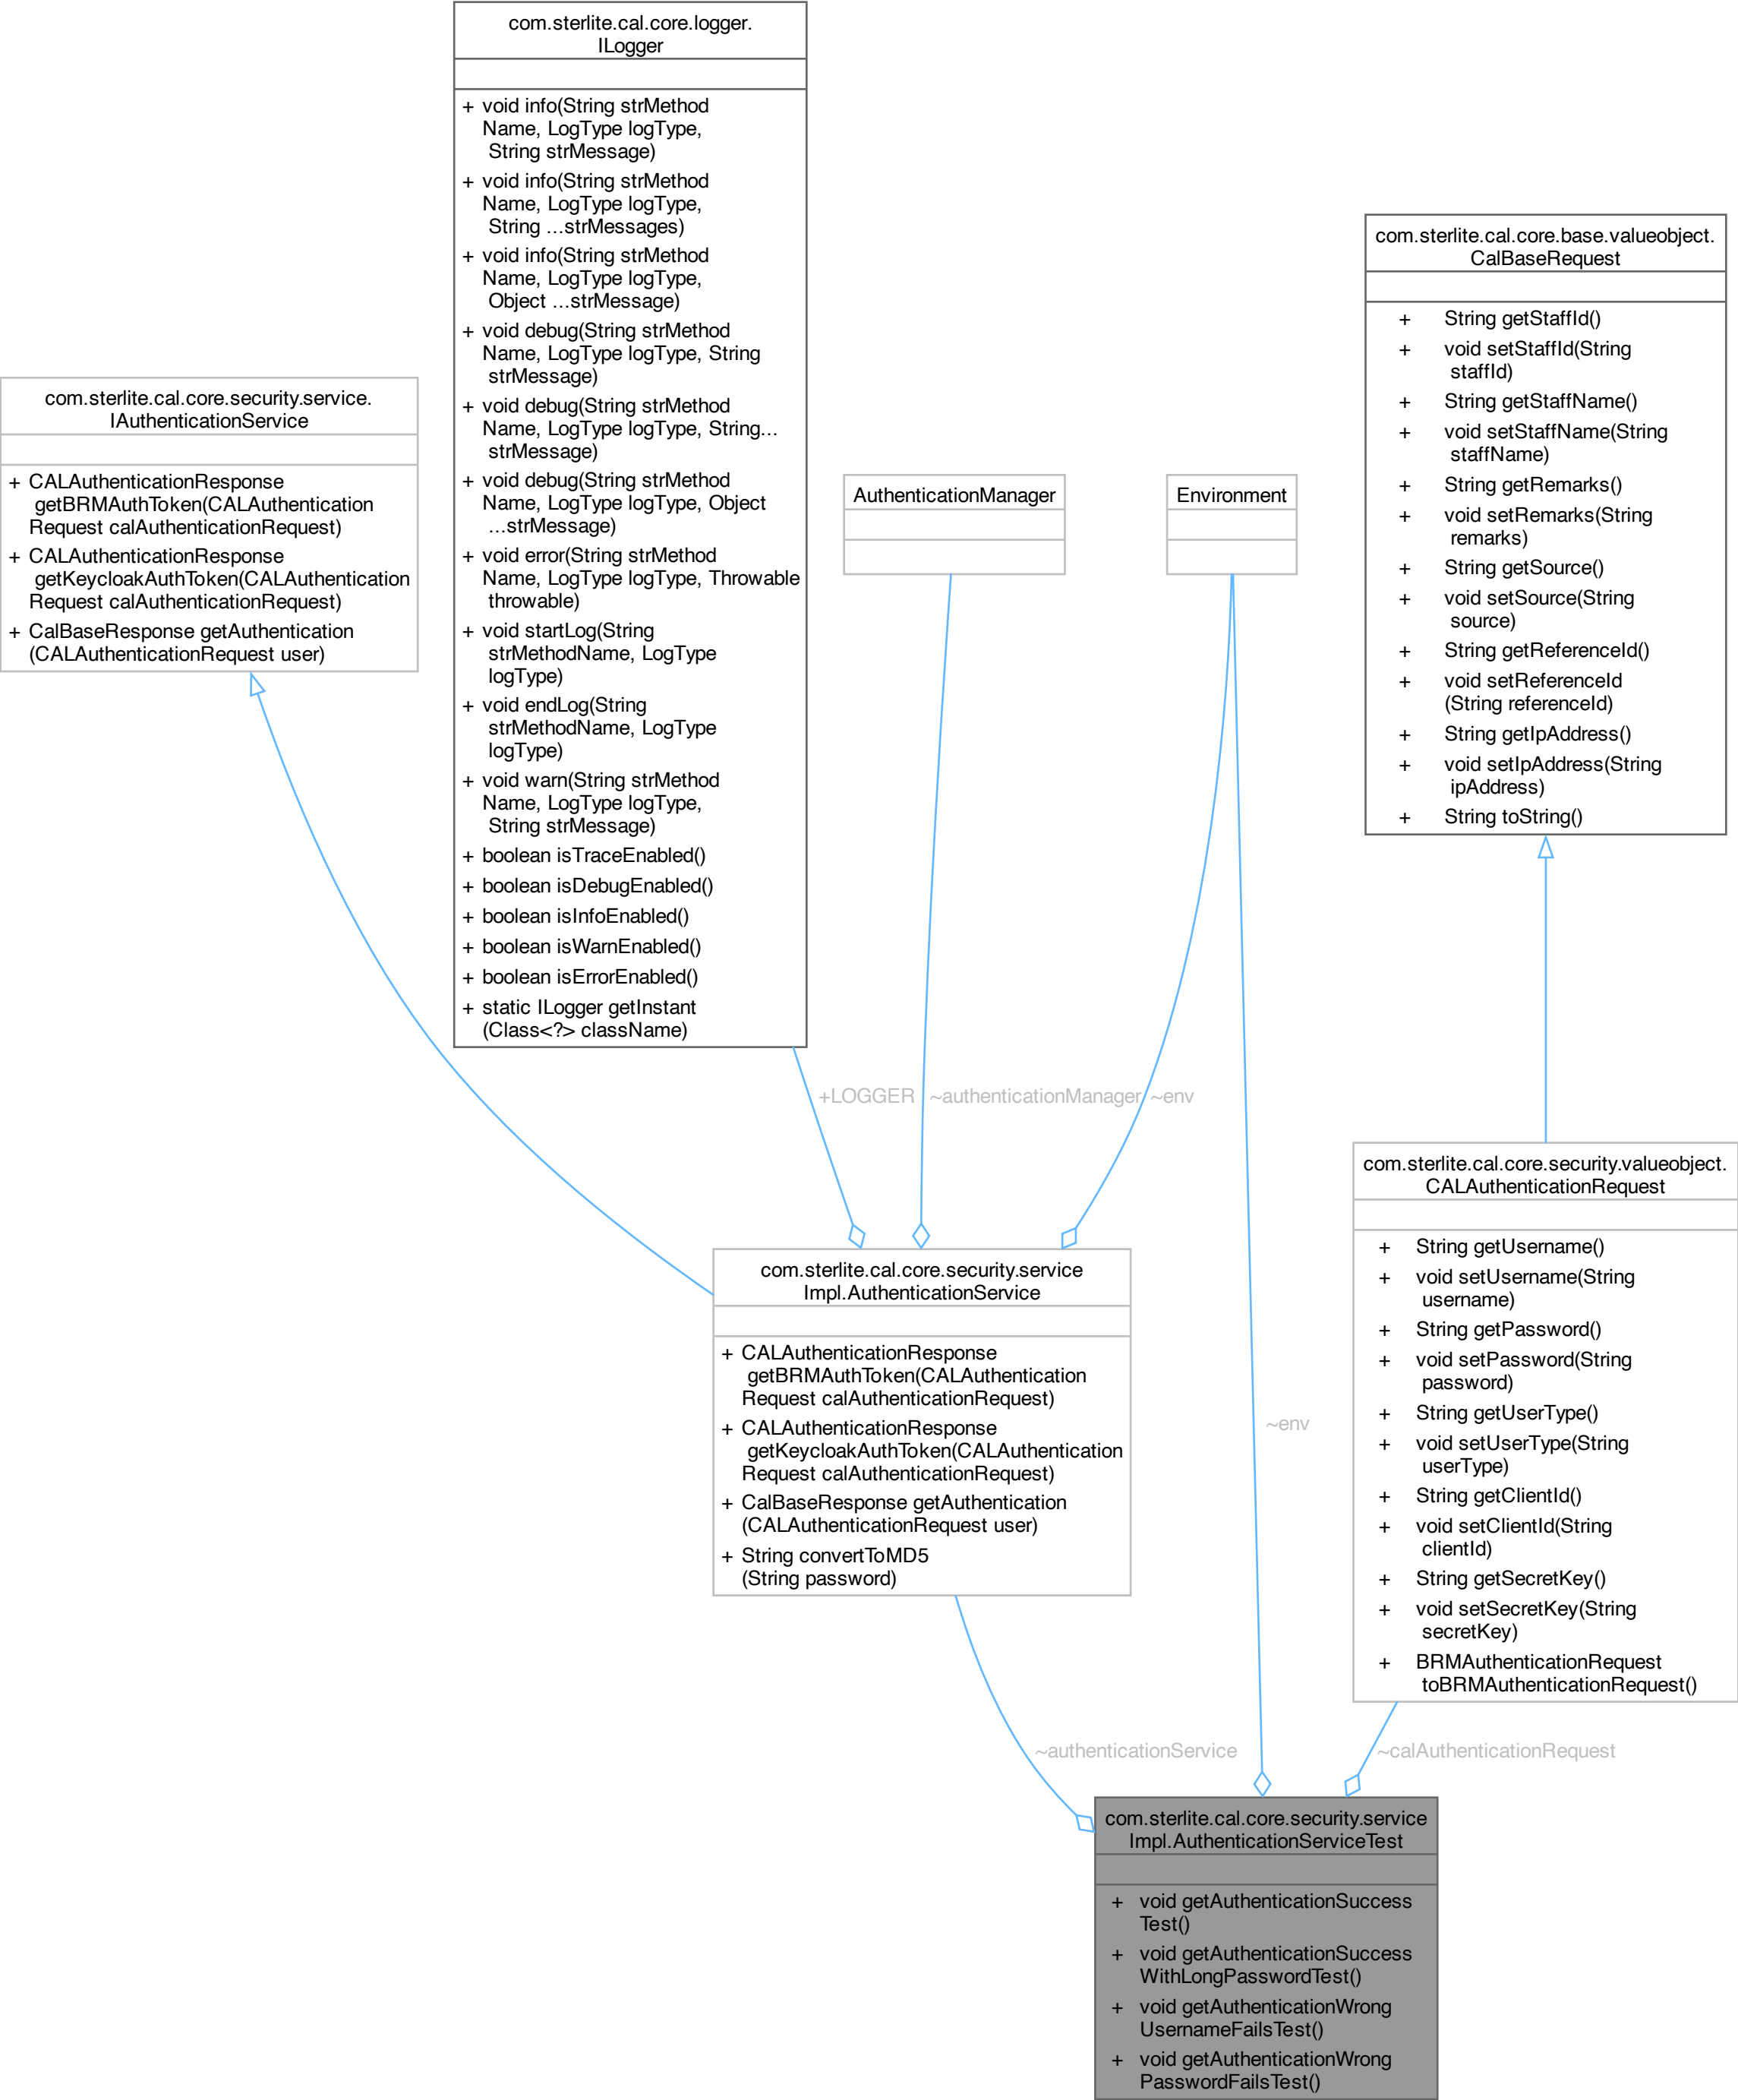 com.sterlite.cal.core.logger.
ILogger
+ void info(String strMethod
Name, LogType logType,
String strMessage)
+ void info(String strMethod
Name, LogType logType,
String ...strMessages)
+ void info(String strMethod
Name, LogType logType,
Object ...strMessage)
+ void debug(String strMethod
Name, LogType logType, String
strMessage)
+ void debug(String strMethod
Name, LogType logType, String...
strMessage)
+ void debug(String strMethod
Name, LogType logType, Object
...strMessage)
+ void error(String strMethod
Name, LogType logType, Throwable
throwable)
+ void startLog(String
strMethodName, LogType
logType)
+ void endLog(String
strMethodName, LogType
logType)
+ void warn(String strMethod
Name, LogType logType,
String strMessage)
+ boolean isTraceEnabled()
+ boolean isDebugEnabled()
+ boolean isInfoEnabled()
+ boolean isWarnEnabled()
+ boolean isErrorEnabled()
+ static ILogger getInstant
(Class<?> className)
com.sterlite.cal.core.base.valueobject.
CalBaseRequest
+ String getStaffId()
+ void setStaffId(String
staffId)
+ String getStaffName()
+ void setStaffName(String
staffName)
+ String getRemarks()
+ void setRemarks(String
remarks)
+ String getSource()
+ void setSource(String
source)
+ String getReferenceId()
+ void setReferenceId
(String referenceId)
+ String getIpAddress()
+ void setIpAddress(String
ipAddress)
+ String toString()
com.sterlite.cal.core.security.service.
IAuthenticationService
+ CALAuthenticationResponse
getBRMAuthToken(CALAuthentication
Request calAuthenticationRequest)
+ CALAuthenticationResponse
getKeycloakAuthToken(CALAuthentication
Request calAuthenticationRequest)
+ CalBaseResponse getAuthentication
(CALAuthenticationRequest user)
AuthenticationManager
Environment
+LOGGER
~authenticationManager
~env
com.sterlite.cal.core.security.valueobject.
CALAuthenticationRequest
+ String getUsername()
+ void setUsername(String
username)
+ String getPassword()
+ void setPassword(String
password)
+ String getUserType()
+ void setUserType(String
userType)
+ String getClientId()
+ void setClientId(String
clientId)
+ String getSecretKey()
+ void setSecretKey(String
secretKey)
+ BRMAuthenticationRequest
toBRMAuthenticationRequest()
com.sterlite.cal.core.security.service
Impl.AuthenticationService
+ CALAuthenticationResponse
getBRMAuthToken(CALAuthentication
Request calAuthenticationRequest)
+ CALAuthenticationResponse
getKeycloakAuthToken(CALAuthentication
Request calAuthenticationRequest)
+ CalBaseResponse getAuthentication
(CALAuthenticationRequest user)
+ String convertToMD5
(String password)
~env
~authenticationService
~calAuthenticationRequest
com.sterlite.cal.core.security.service
Impl.AuthenticationServiceTest
+ void getAuthenticationSuccess
Test()
+ void getAuthenticationSuccess
WithLongPasswordTest()
+ void getAuthenticationWrong
UsernameFailsTest()
+ void getAuthenticationWrong
PasswordFailsTest()